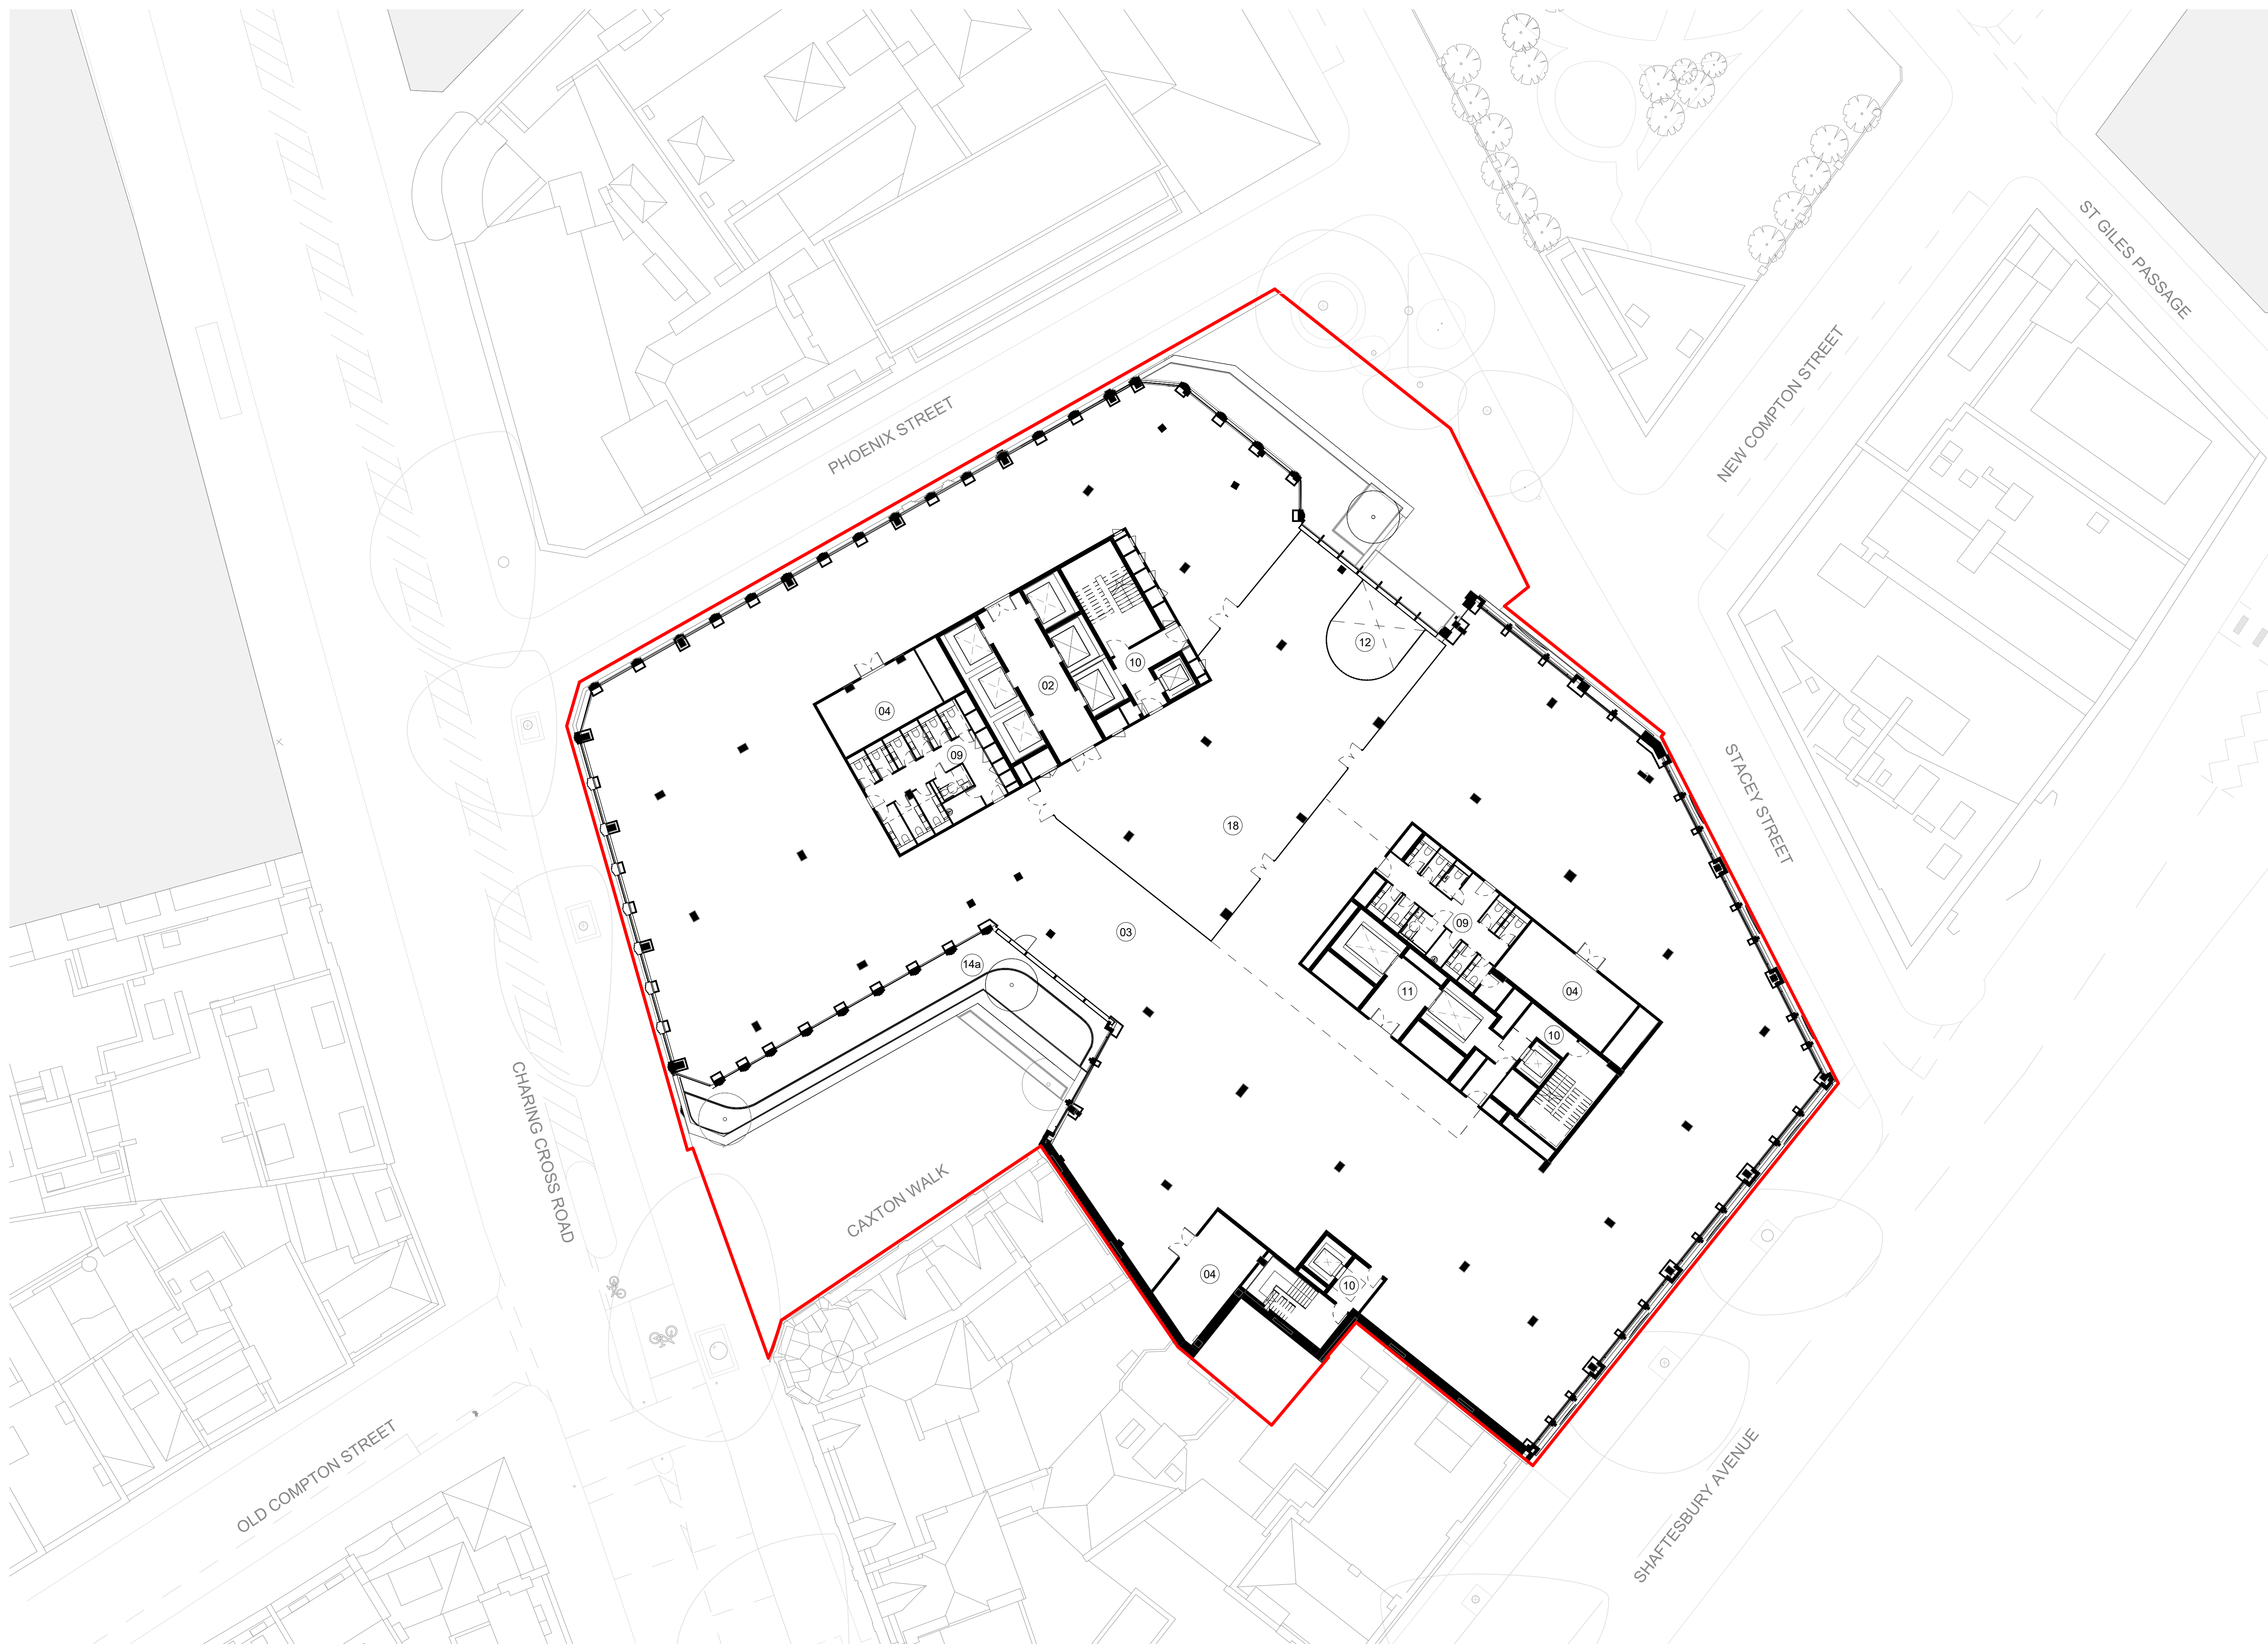 ST GILES PASSAGE
NEW COMPTON STREET
PHOENIX STREET
12
10
02
04
09
18
STACEY STREET
03
09
14a
11
04
10
CHARING CROSS ROAD
CAXTON WALK
04
10
OLD COMPTON STREET
SHAFTESBURY AVENUE